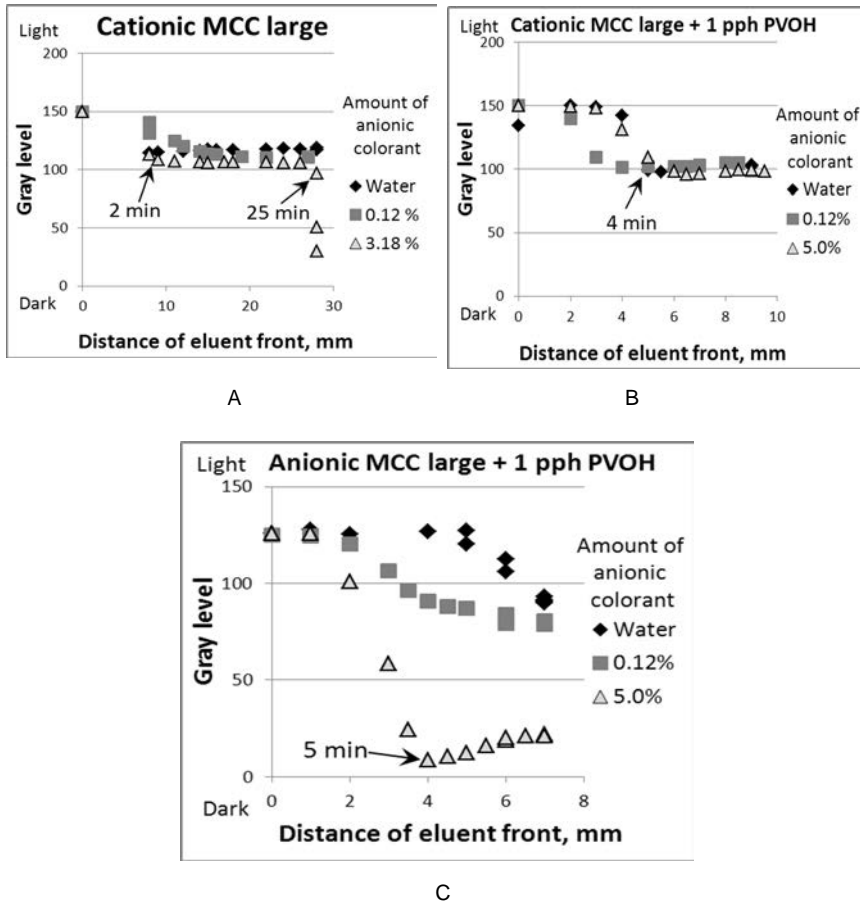 Light
Cationic MCC large
200
150
100
50
0
Gray level
Dark
0
10
20
30
Distance of eluent front, mm
2 min
25 min
Amount of
anionic
colorant
Water
0.12 %
3.18 %
A
Light
Cationic MCC large + 1 pph PVOH
200
150
100
50
0
Gray level
Dark
0
2
4
6
8
10
Distance of eluent front, mm
4 min
Amount of
anionic
colorant
Water
0.12%
5.0%
B
Light
Anionic MCC large + 1 pph PVOH
150
100
50
0
Gray level
Dark
0
2
4
6
8
Distance of eluent front, mm
5 min
Amount of
anionic
colorant
Water
0.12%
5.0%
C